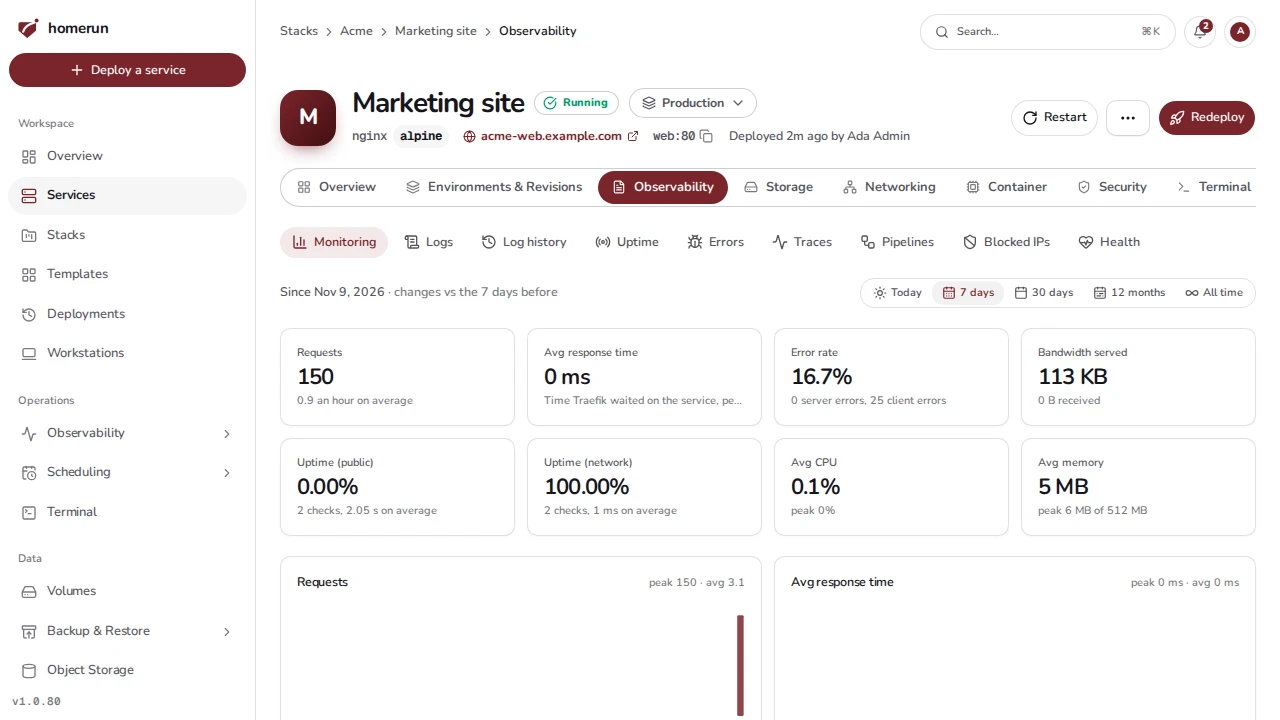 homerun
Deploy a service
Workspace
Overview
Services
Stacks
Templates
Deployments
Workstations
Operations
Observability
Scheduling
Terminal
Data
Volumes
Backup & Restore
Object Storage
v1.0.80
Stacks > Acme > Marketing site > Observability
Search... ⌘K
2
A
M
Marketing site Running Production
nginx alpine acme-web.example.com web:80 Deployed 2m ago by Ada Admin
Restart ... Redeploy
Overview Environments & Revisions Observability Storage Networking Container Security Terminal
Monitoring Logs Log history Uptime Errors Traces Pipelines Blocked IPs Health
Since Nov 9, 2026 · changes vs the 7 days before
Today 7 days 30 days 12 months All time
Requests
150
0.9 an hour on average
Avg response time
0 ms
Time Traefik waited on the service, pe...
Error rate
16.7%
0 server errors, 25 client errors
Bandwidth served
113 KB
0 B received
Uptime (public)
0.00%
2 checks, 2.05 s on average
Uptime (network)
100.00%
2 checks, 1 ms on average
Avg CPU
0.1%
peak 0%
Avg memory
5 MB
peak 6 MB of 512 MB
Requests peak 150 · avg 3.1
Avg response time peak 0 ms · avg 0 ms